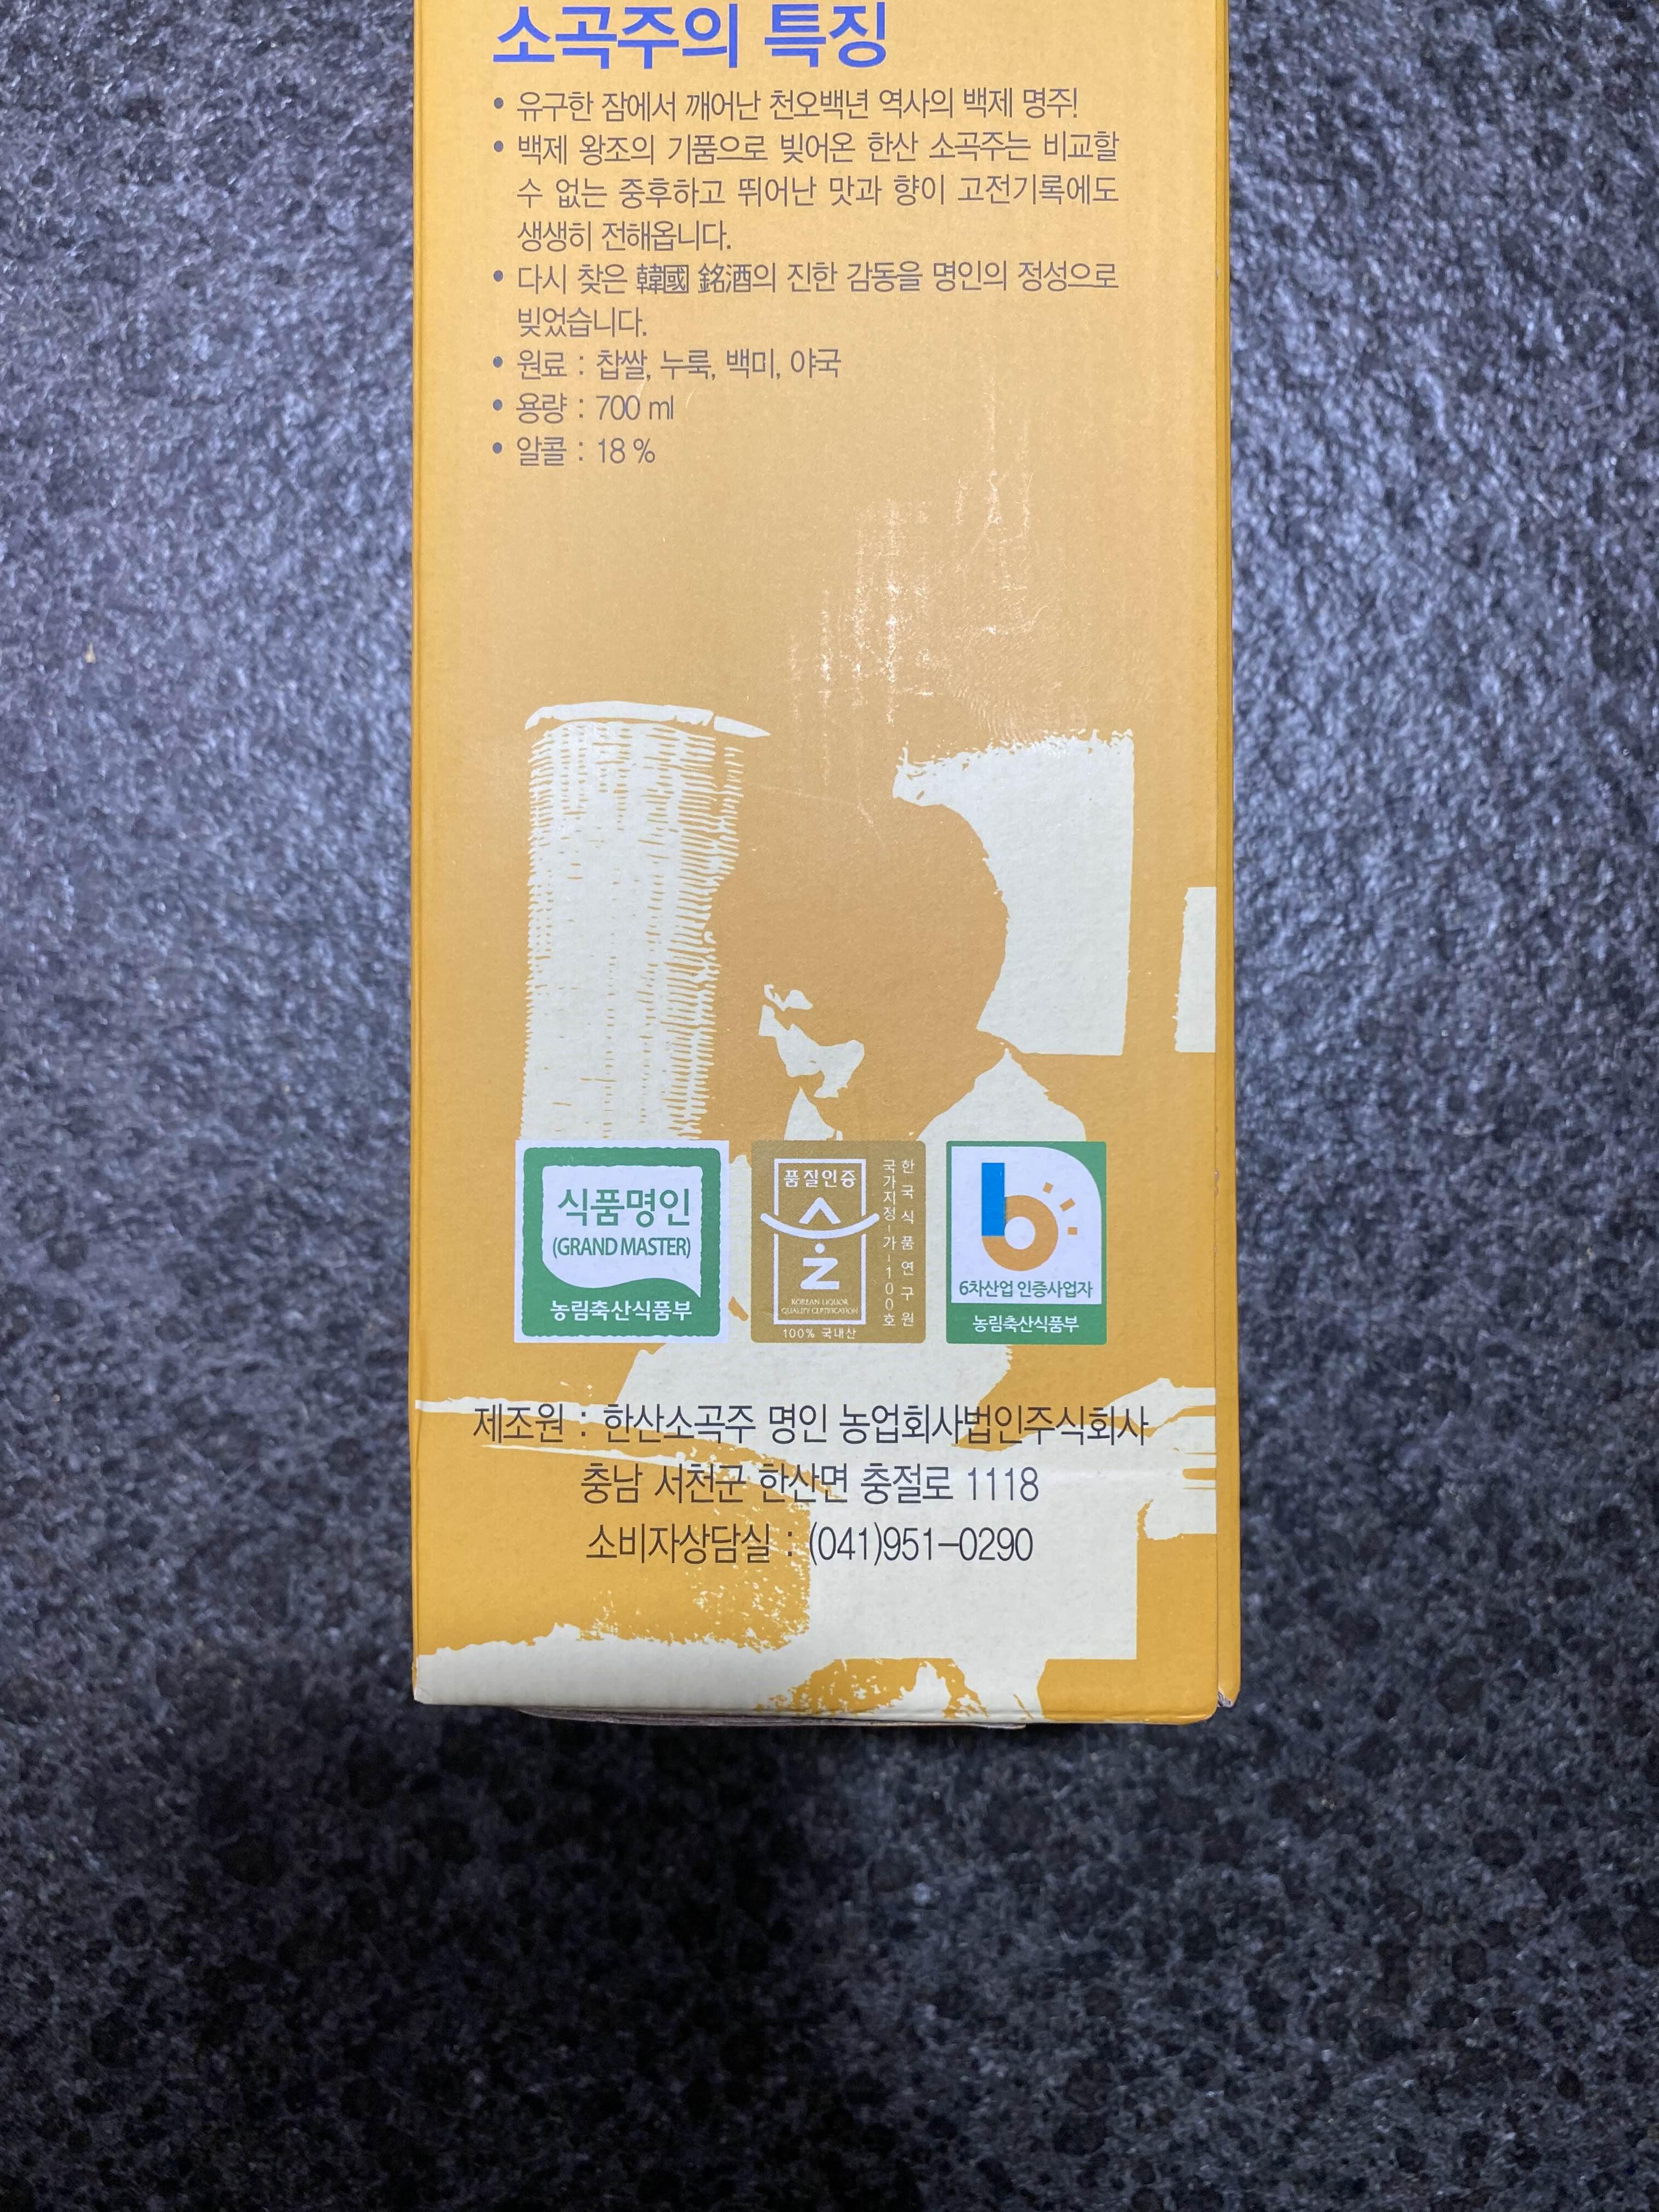 소곡주의 특징
• 유구한 잠에서 깨어난 천오백년 역사의 백제 명주!
• 백제 왕조의 기품으로 빚어온 한산 소곡주는 비교할
수 없는 중후하고 뛰어난 맛과 향이 고전기록에도
생생히 전해옵니다.
• 다시 찾은 韓國 銘酒의 진한 감동을 명인의 정성으로
빚었습니다.
• 원료 : 찹쌀, 누룩, 백미, 야국
• 용량 : 700 ml
• 알콜 : 18 %
식품명인
(GRAND MASTER)
농림축산식품부
품질인증
KOREAN LIQUOR
QUALITY CERTIFICATION
100% 국내산
한국식품연구원
국가지정-가-100호
6차산업 인증사업자
농림축산식품부
제조원 : 한산소곡주 명인 농업회사법인주식회사
충남 서천군 한산면 충절로 1118
소비자상담실 : (041)951-0290